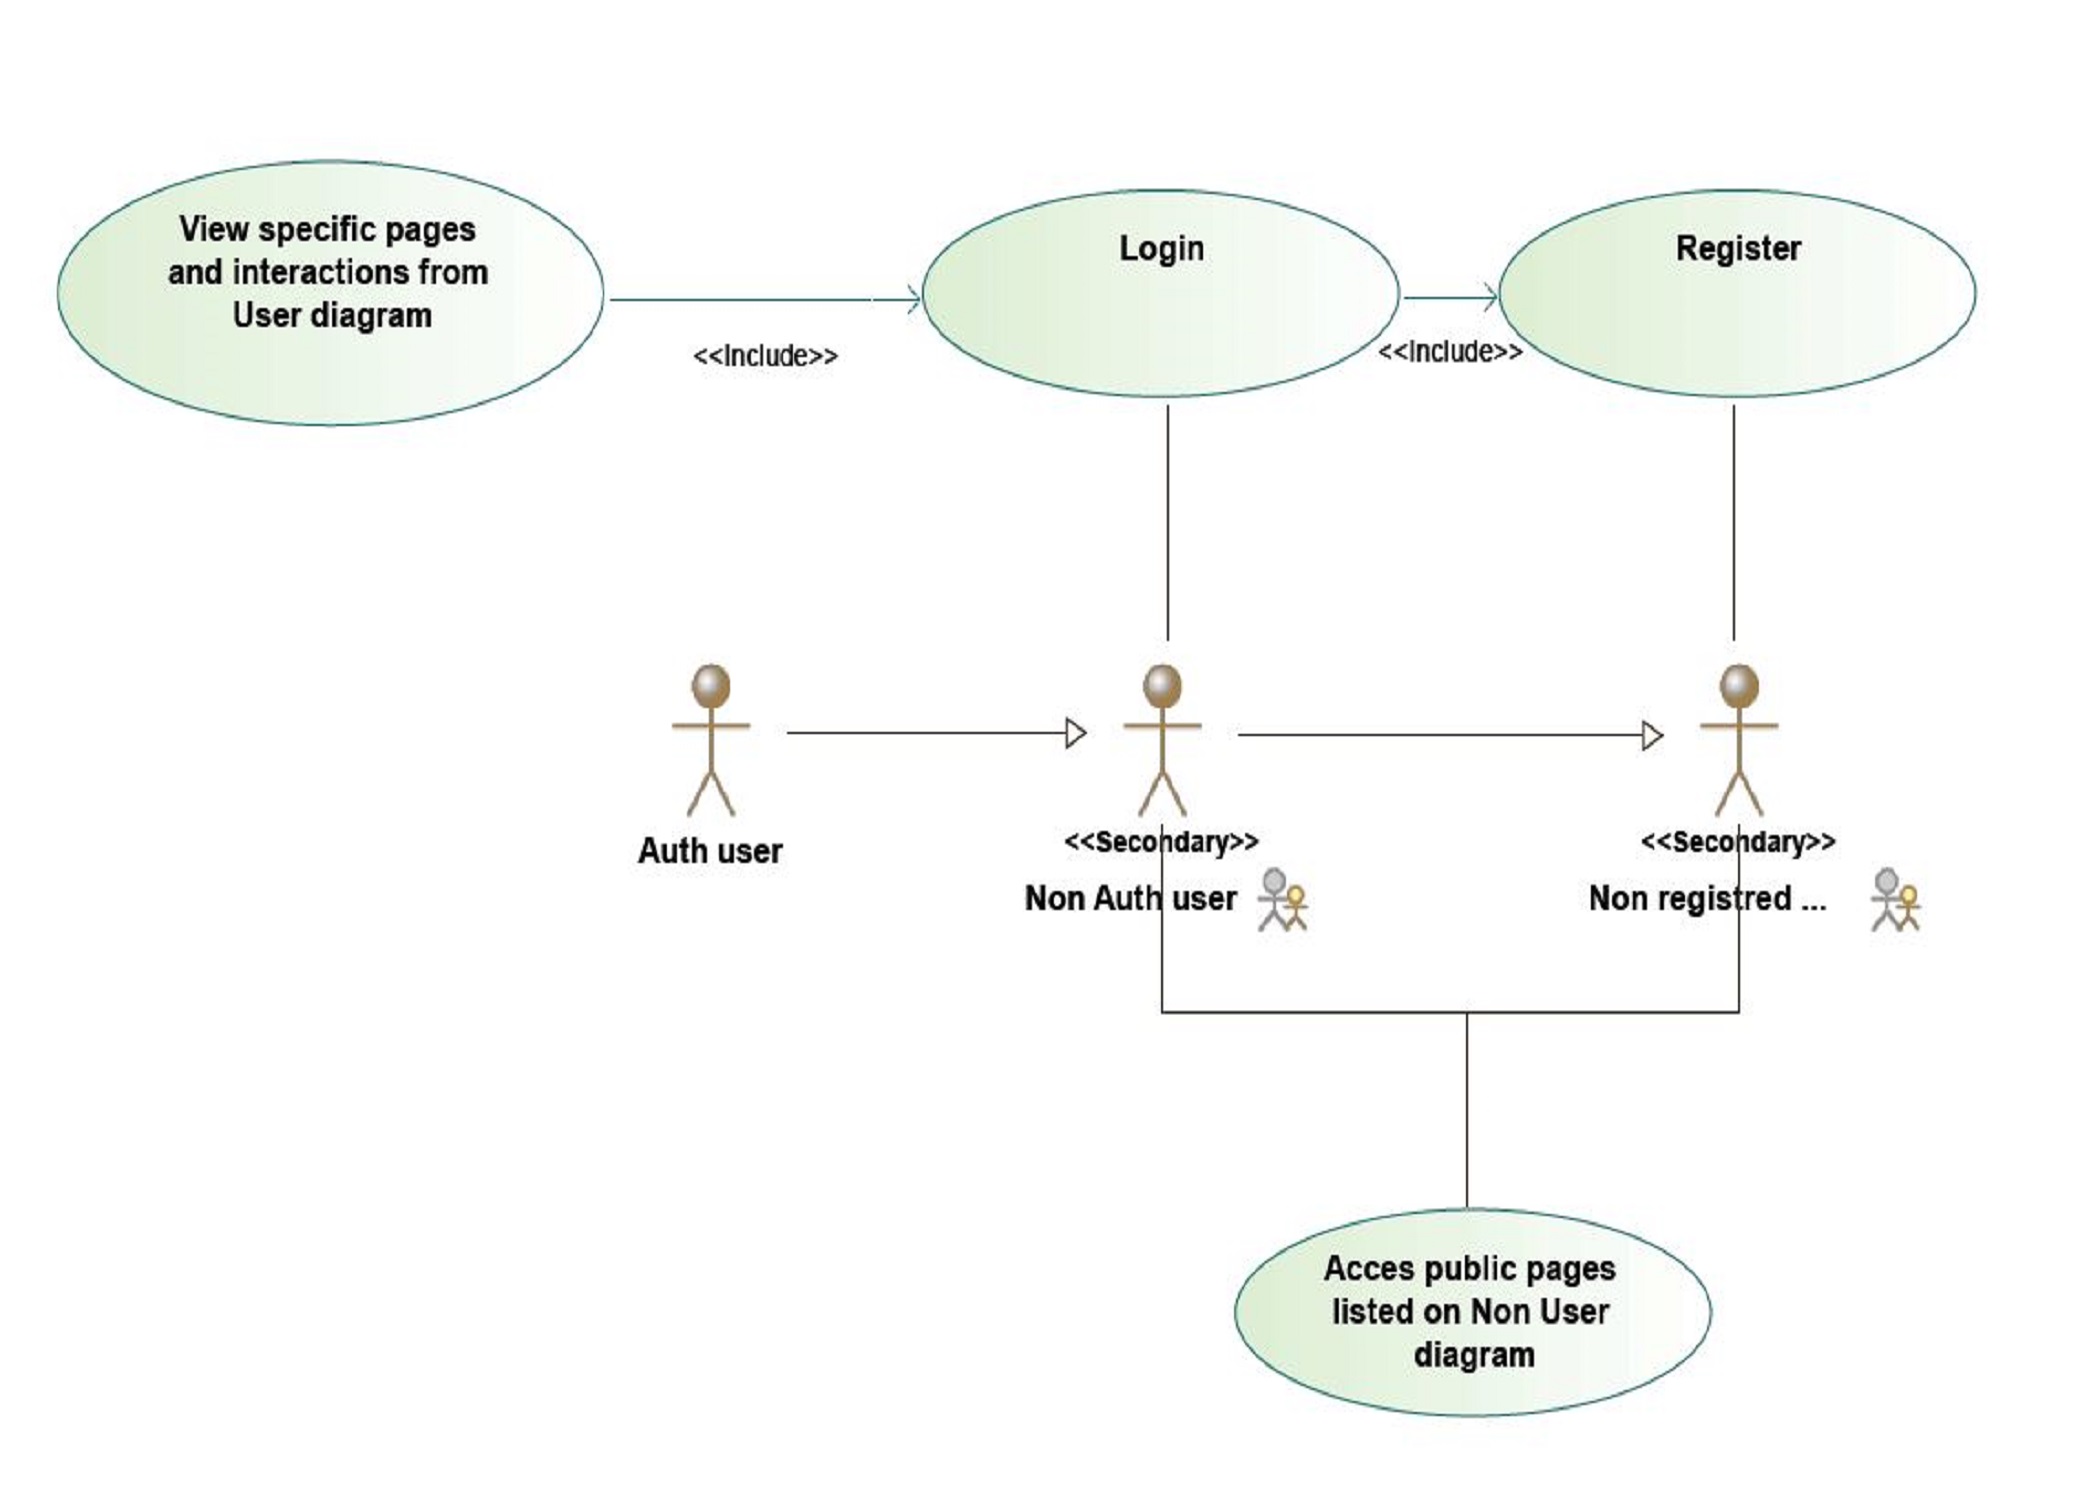 View specific pages
and interactions from
User diagram
Login
Register
<<Include>>
<<Include>>
Auth user
<<Secondary>>
Non Auth user
<<Secondary>>
Non registred ...
Acces public pages
listed on Non User
diagram